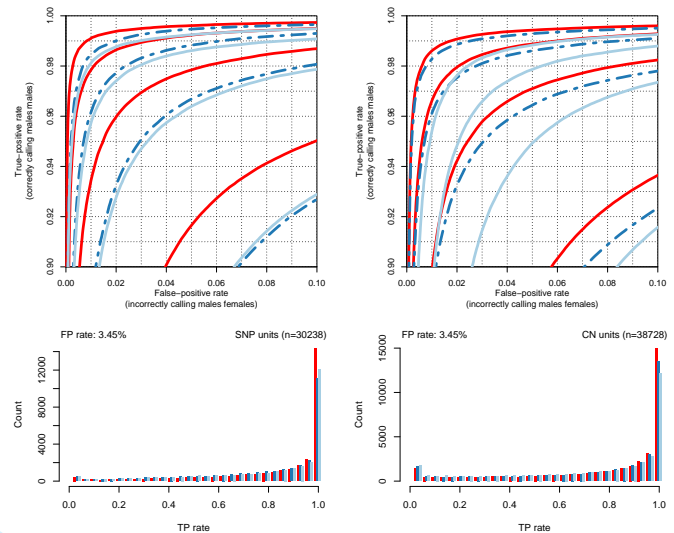 1.00
0.98
0.96
0.94
0.92
0.90
True−positive rate
(correctly calling males males)
0.00 0.02 0.04 0.06 0.08 0.10
False−positive rate
(incorrectly calling males females)
1.00
0.98
0.96
0.94
0.92
0.90
True−positive rate
(correctly calling males males)
0.00 0.02 0.04 0.06 0.08 0.10
False−positive rate
(incorrectly calling males females)
FP rate: 3.45% SNP units (n=30238)
Count
12000
8000
4000
0
0.0 0.2 0.4 0.6 0.8 1.0
TP rate
FP rate: 3.45% CN units (n=38728)
Count
15000
10000
5000
0
0.0 0.2 0.4 0.6 0.8 1.0
TP rate